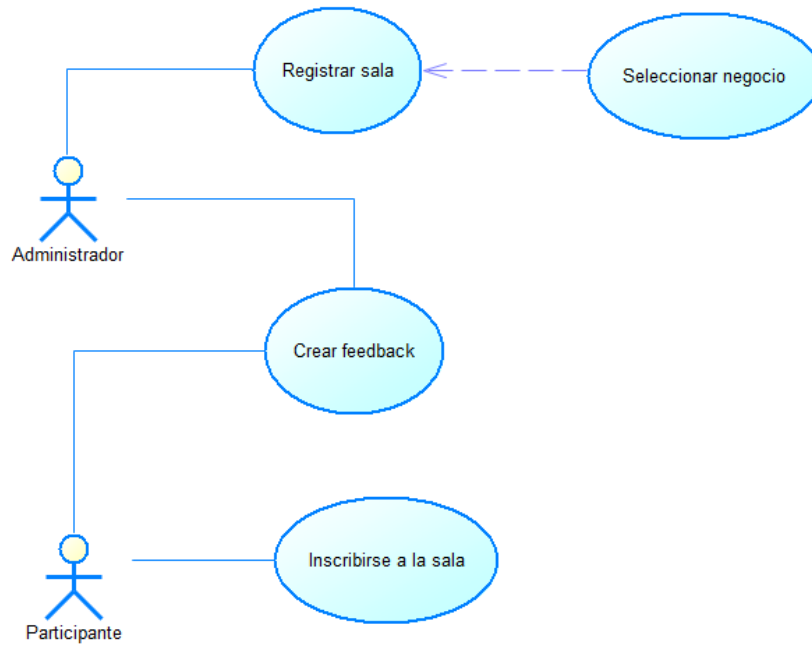 Registrar sala
Seleccionar negocio
Administrador
Crear feedback
Inscribirse a la sala
Participante